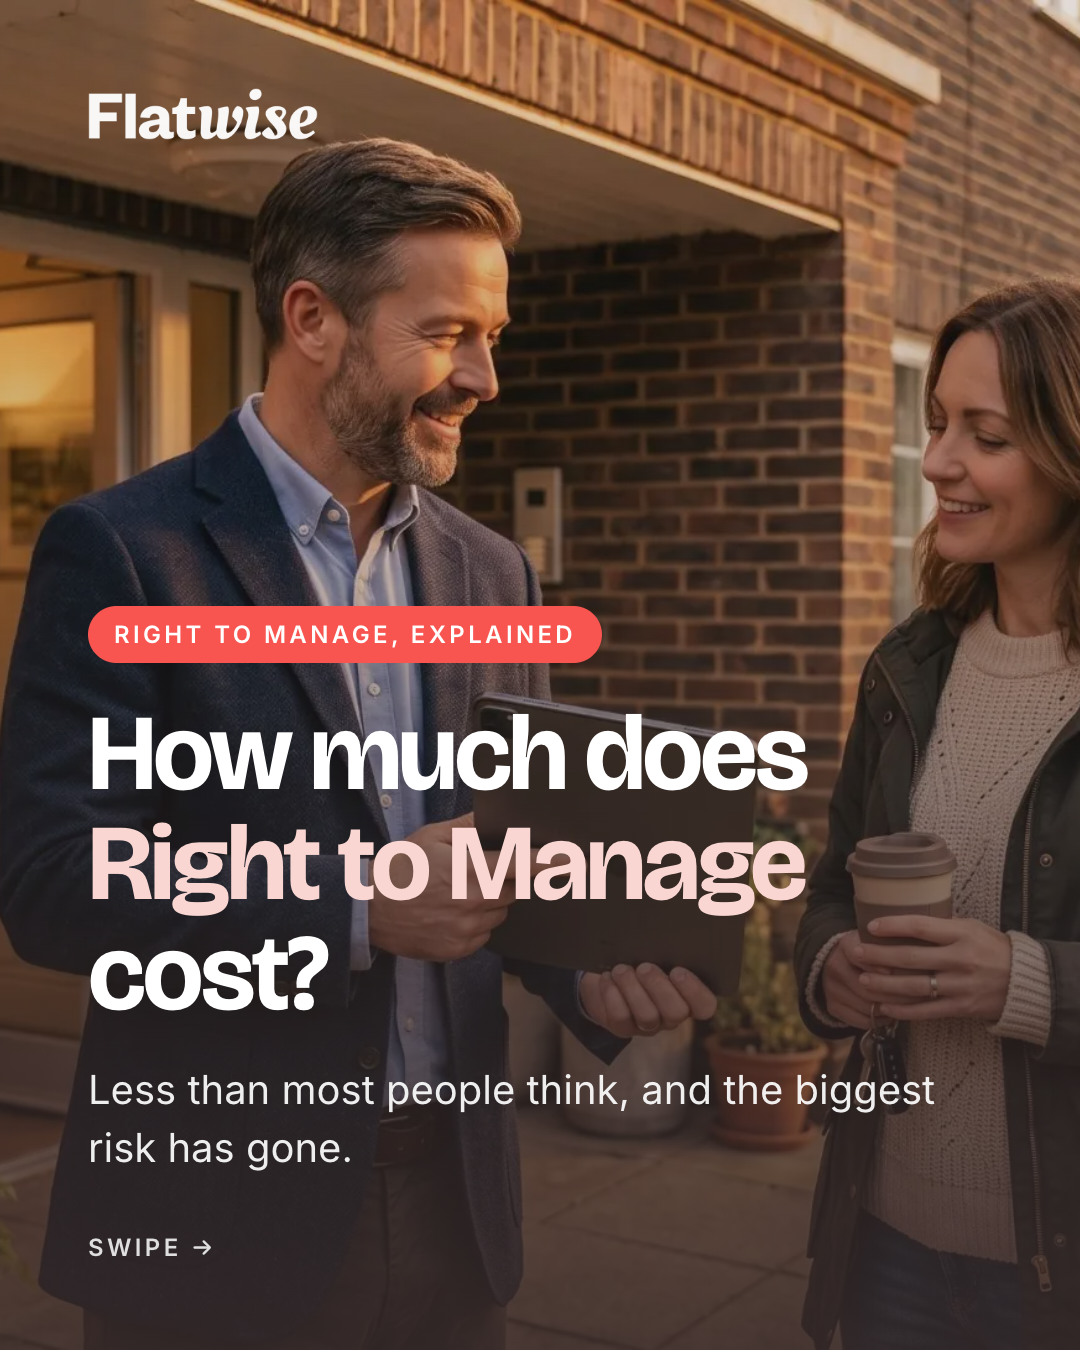 Flatwise
RIGHT TO MANAGE, EXPLAINED
How much does
Right to Manage
cost?
Less than most people think, and the biggest
risk has gone.
SWIPE →